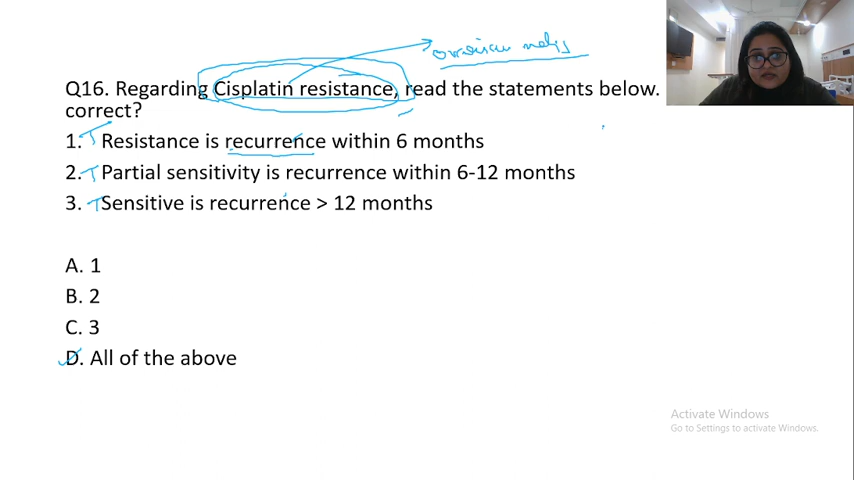 ovarian malig
Q16. Regarding Cisplatin resistance, read the statements below.
correct?
1. T Resistance is recurrence within 6 months
2. T Partial sensitivity is recurrence within 6-12 months
3. T Sensitive is recurrence > 12 months
A. 1
B. 2
C. 3
D. All of the above
Activate Windows
Go to Settings to activate Windows.